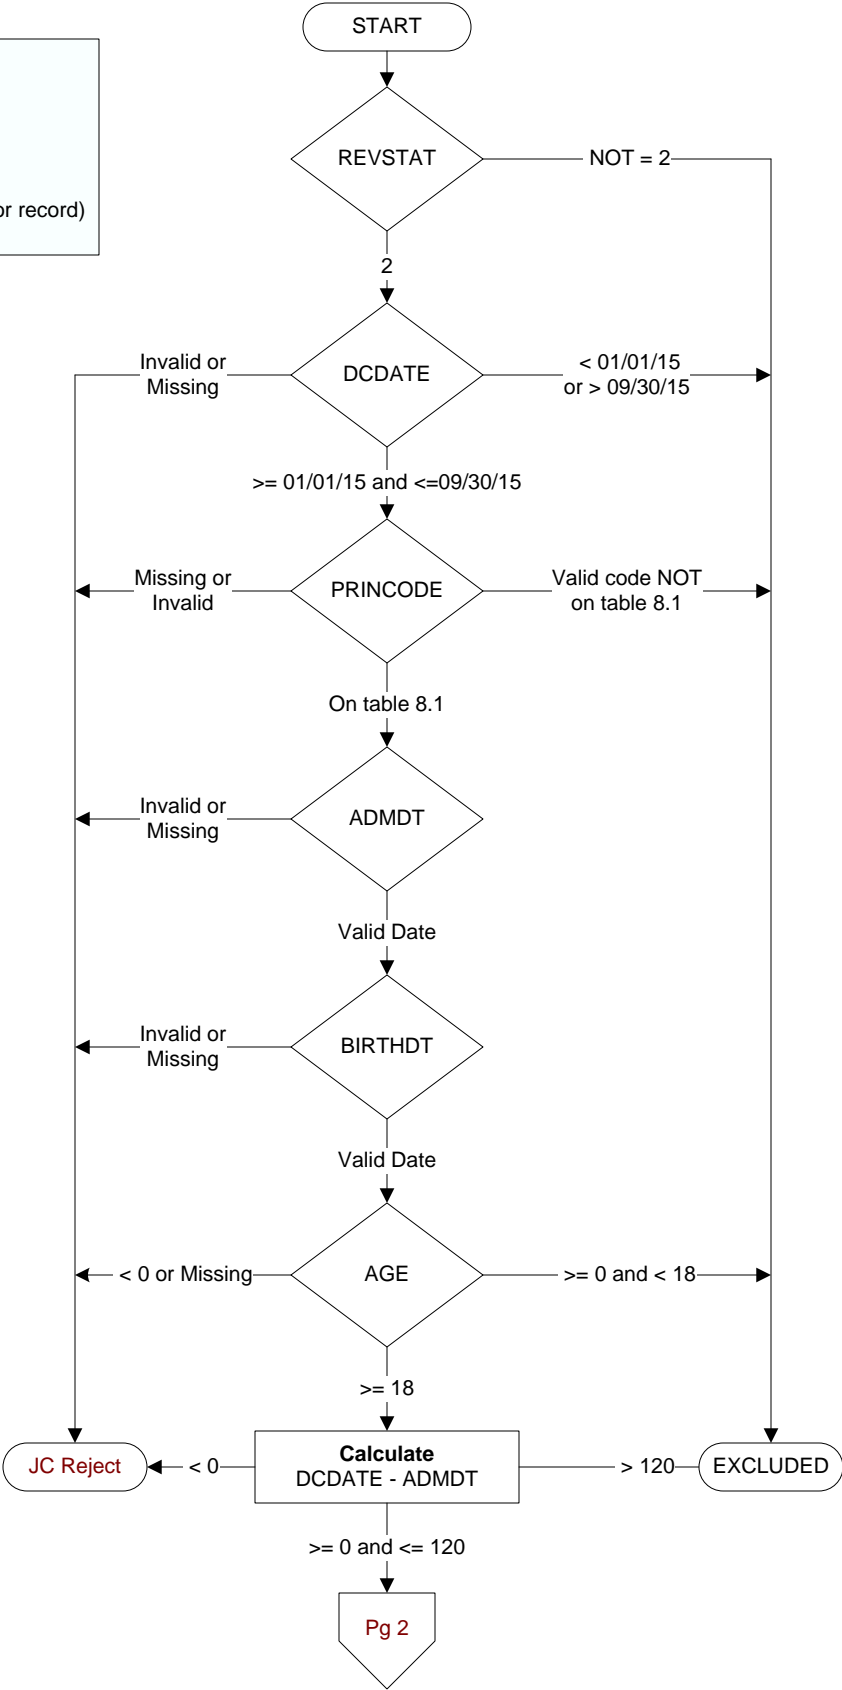 START
or record)
REVSTAT
NOT = 2
2
Invalid or
Missing
DCDATE
< 01/01/15
or > 09/30/15
>= 01/01/15 and <=09/30/15
Missing or
Invalid
PRINCODE
Valid code NOT
on table 8.1
On table 8.1
Invalid or
Missing
ADMDT
Valid Date
Invalid or
Missing
BIRTHDT
Valid Date
< 0 or Missing
AGE
>= 0 and < 18
>= 18
JC Reject
< 0
Calculate
DCDATE - ADMDT
> 120
EXCLUDED
>= 0 and <= 120
Pg 2